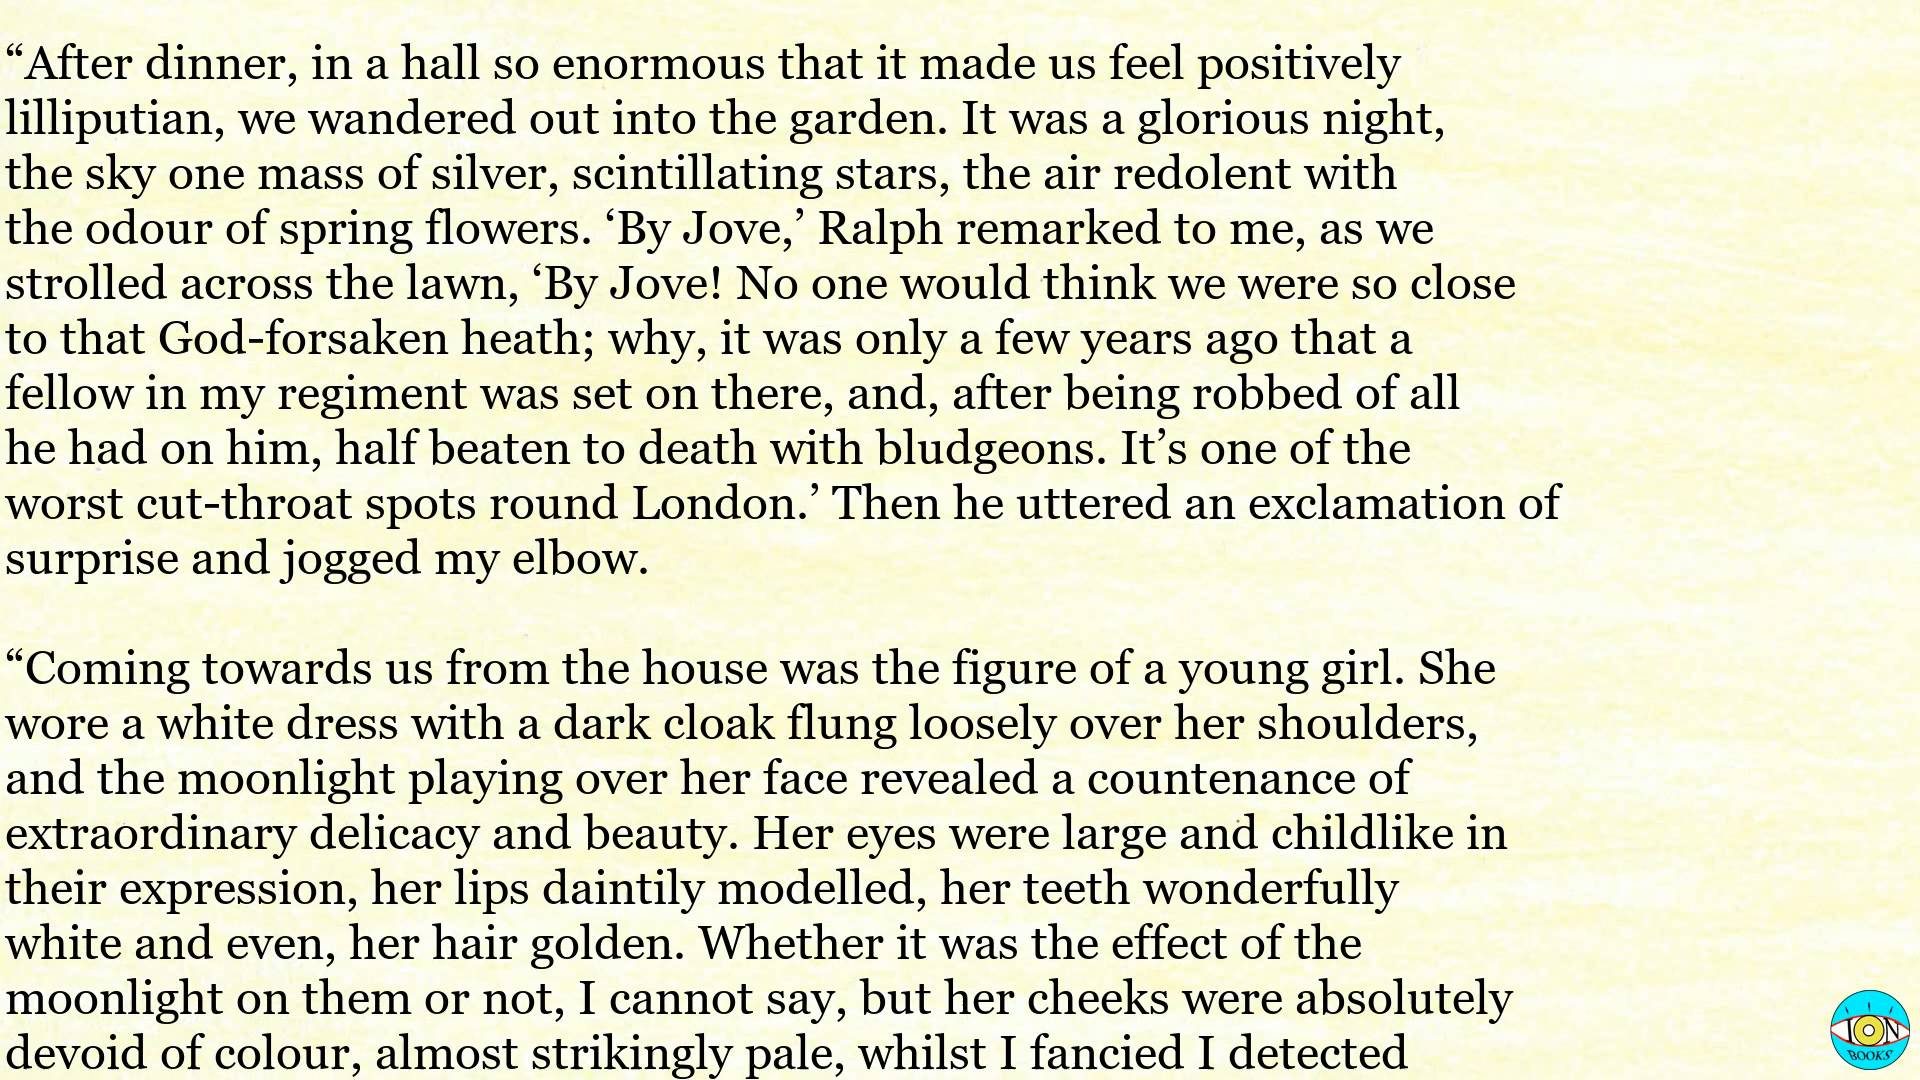 “After dinner, in a hall so enormous that it made us feel positively
lilliputian, we wandered out into the garden. It was a glorious night,
the sky one mass of silver, scintillating stars, the air redolent with
the odour of spring flowers. ‘By Jove,’ Ralph remarked to me, as we
strolled across the lawn, ‘By Jove! No one would think we were so close
to that God-forsaken heath; why, it was only a few years ago that a
fellow in my regiment was set on there, and, after being robbed of all
he had on him, half beaten to death with bludgeons. It’s one of the
worst cut-throat spots round London.’ Then he uttered an exclamation of
surprise and jogged my elbow.
“Coming towards us from the house was the figure of a young girl. She
wore a white dress with a dark cloak flung loosely over her shoulders,
and the moonlight playing over her face revealed a countenance of
extraordinary delicacy and beauty. Her eyes were large and childlike in
their expression, her lips daintily modelled, her teeth wonderfully
white and even, her hair golden. Whether it was the effect of the
moonlight on them or not, I cannot say, but her cheeks were absolutely
devoid of colour, almost strikingly pale, whilst I fancied I detected
ION
BOOKS